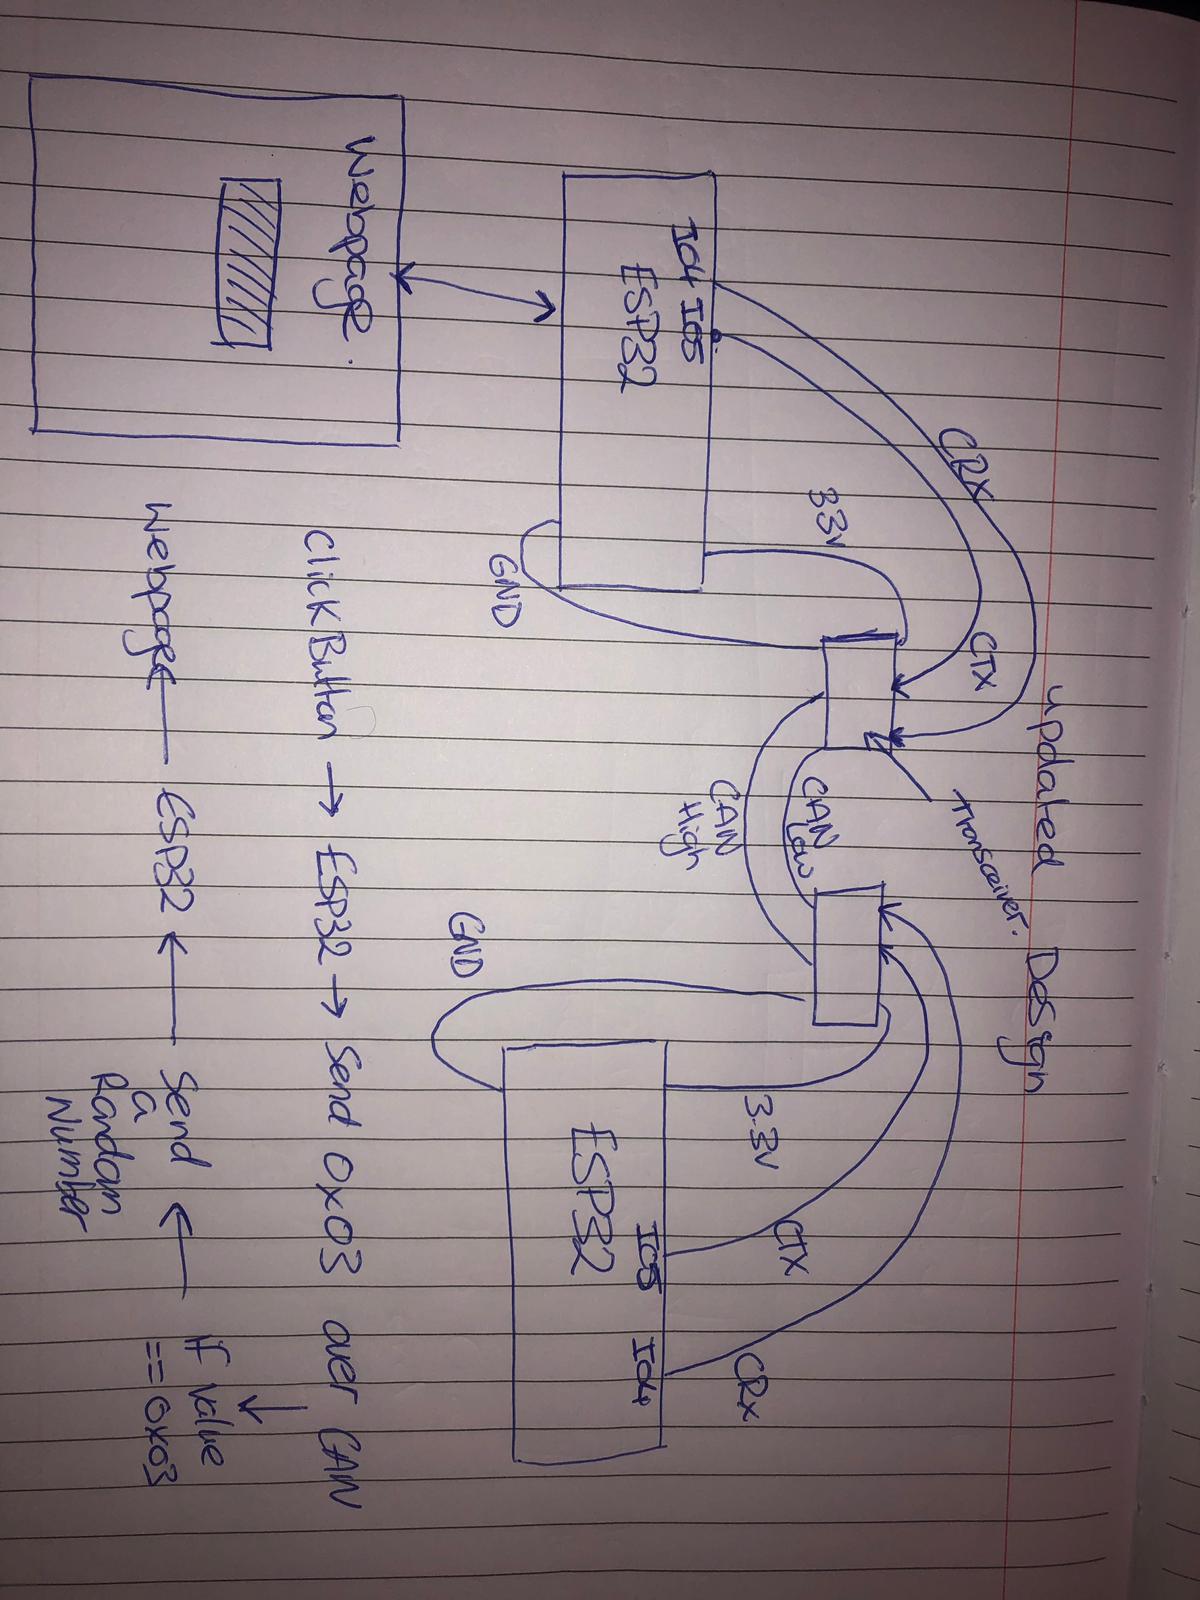 updated Design
CRX
CTX
transceiver.
3.3V
IO4 IO5
ESP32
GND
CAN
Low
CAN
High
3.3V
CTX
CRX
IO5 IO4
ESP32
GND
Webpage.
Click Button → ESP32 → Send 0x03 over CAN
↓
Webpage ← ESP32 ← Send ← If Value
a
Random
Number
== 0x03